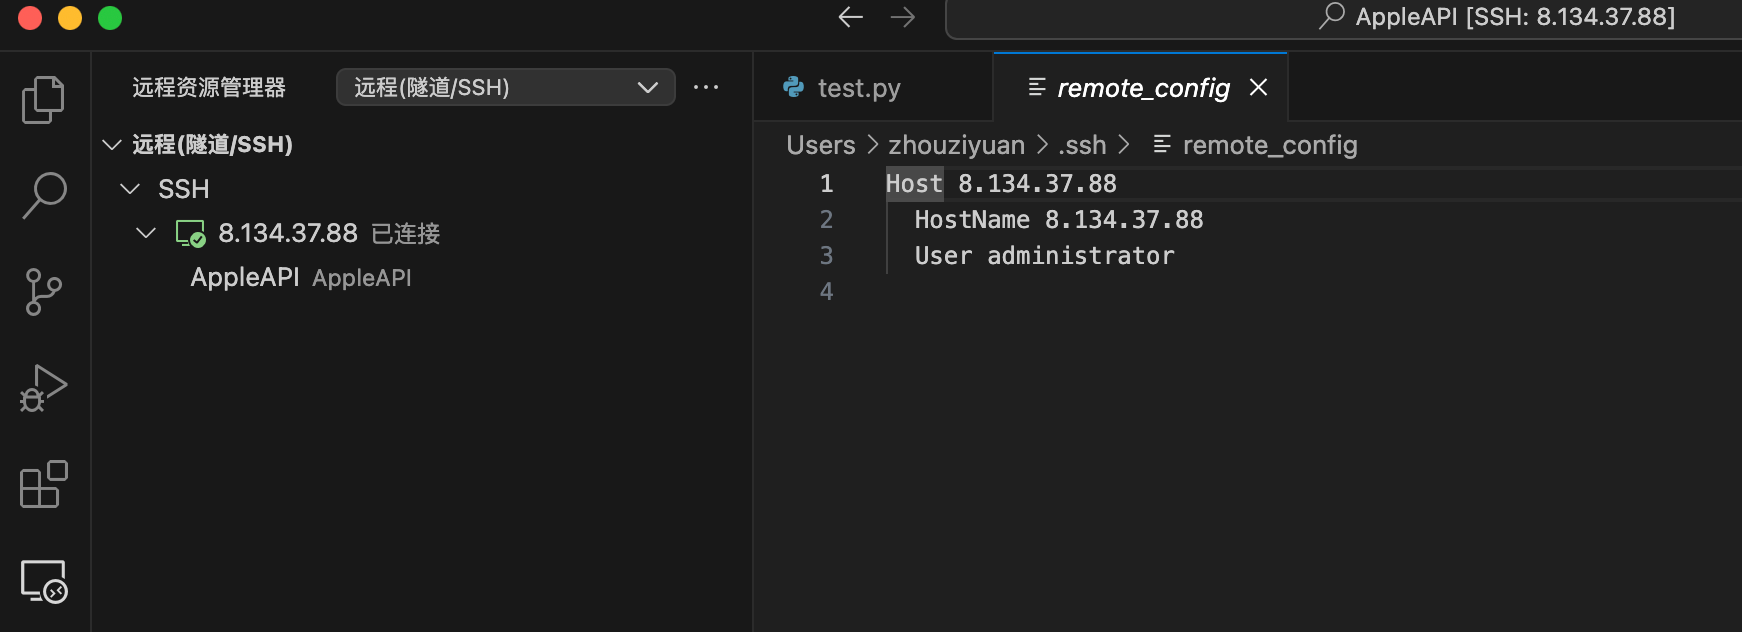 AppleAPI [SSH: 8.134.37.88]
远程资源管理器
远程(隧道/SSH)
远程(隧道/SSH)
SSH
8.134.37.88 已连接
AppleAPI AppleAPI
test.py
remote_config
Users > zhouziyuan > .ssh > remote_config
1 Host 8.134.37.88
2 HostName 8.134.37.88
3 User administrator
4